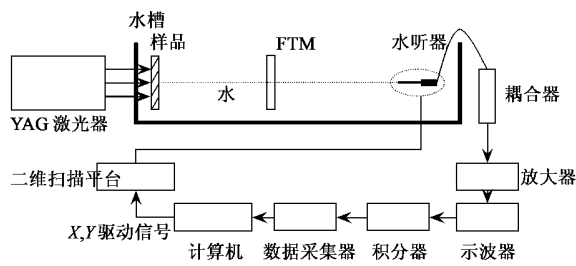 水槽
样品
FTM
水听器
水
YAG 激光器
耦合器
二维扫描平台
放大器
X,Y 驱动信号
计算机
数据采集器
积分器
示波器